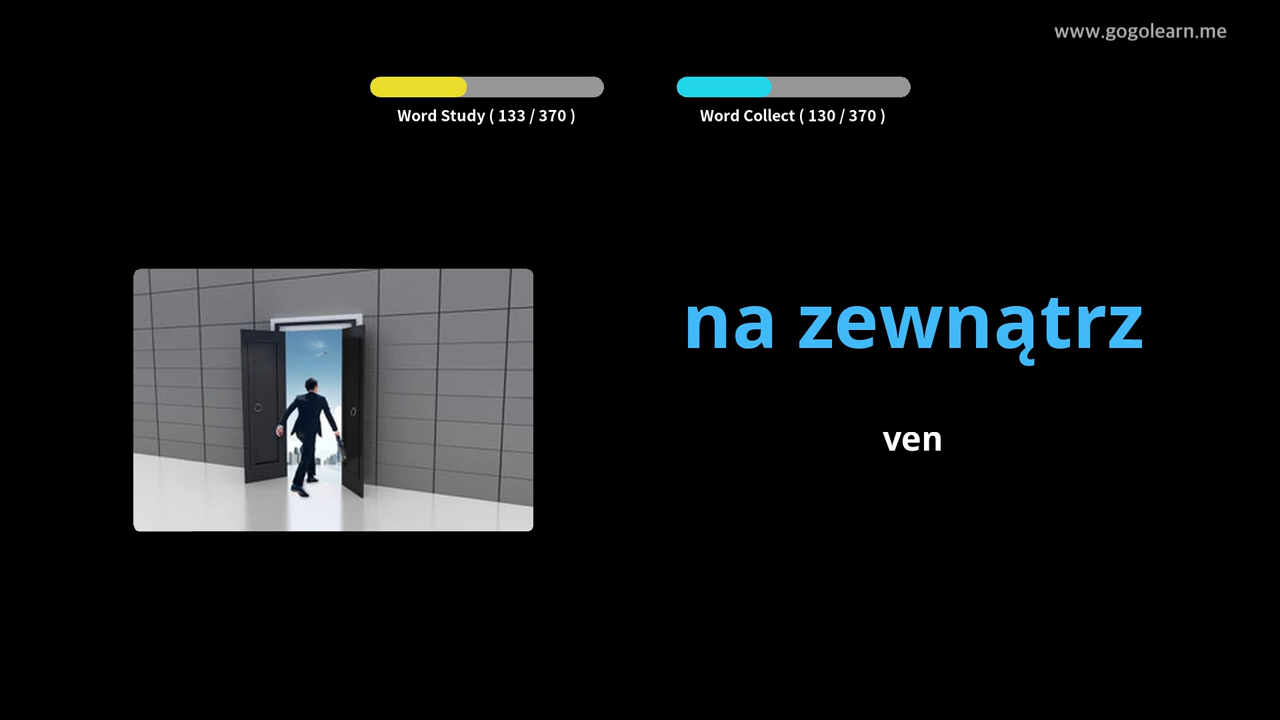 www.gogolearn.me
Word Study ( 133 / 370 )
Word Collect ( 130 / 370 )
na zewnątrz
ven